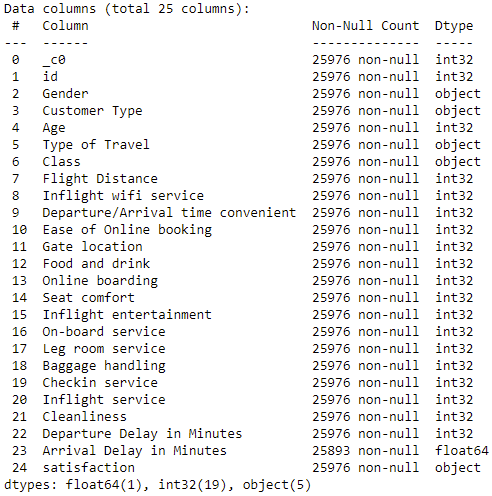 Data columns (total 25 columns):
 #   Column                             Non-Null Count  Dtype
---  ------                             --------------  -----
 0   _c0                                25976 non-null  int32
 1   id                                 25976 non-null  int32
 2   Gender                             25976 non-null  object
 3   Customer Type                      25976 non-null  object
 4   Age                                25976 non-null  int32
 5   Type of Travel                     25976 non-null  object
 6   Class                              25976 non-null  object
 7   Flight Distance                    25976 non-null  int32
 8   Inflight wifi service              25976 non-null  int32
 9   Departure/Arrival time convenient  25976 non-null  int32
 10  Ease of Online booking             25976 non-null  int32
 11  Gate location                      25976 non-null  int32
 12  Food and drink                     25976 non-null  int32
 13  Online boarding                    25976 non-null  int32
 14  Seat comfort                       25976 non-null  int32
 15  Inflight entertainment             25976 non-null  int32
 16  On-board service                   25976 non-null  int32
 17  Leg room service                   25976 non-null  int32
 18  Baggage handling                   25976 non-null  int32
 19  Checkin service                    25976 non-null  int32
 20  Inflight service                   25976 non-null  int32
 21  Cleanliness                        25976 non-null  int32
 22  Departure Delay in Minutes         25976 non-null  int32
 23  Arrival Delay in Minutes           25893 non-null  float64
 24  satisfaction                       25976 non-null  object
dtypes: float64(1), int32(19), object(5)